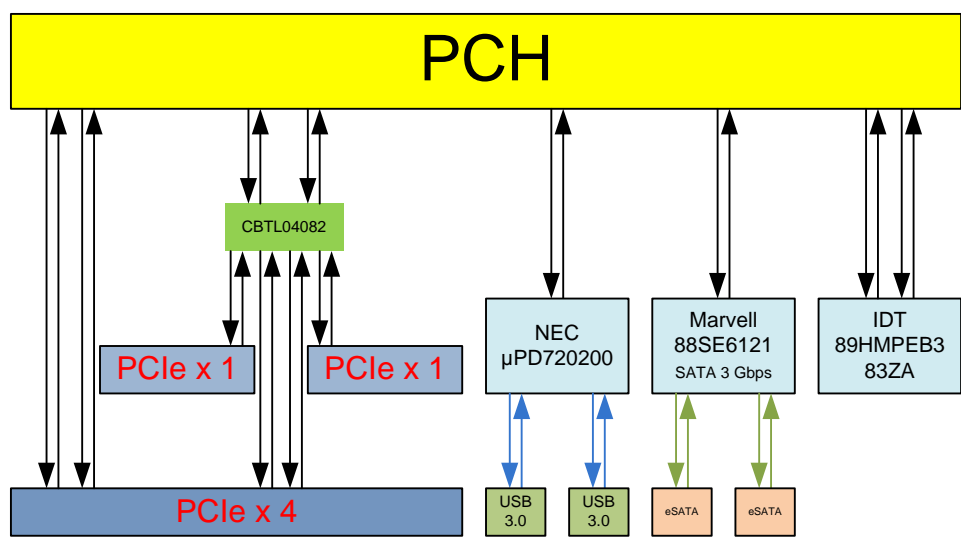 PCH
CBTL04082
PCIe x 1
PCIe x 1
NEC
µPD720200
Marvell
88SE6121
SATA 3 Gbps
IDT
89HMPEB3
83ZA
PCIe x 4
USB
3.0
USB
3.0
eSATA
eSATA